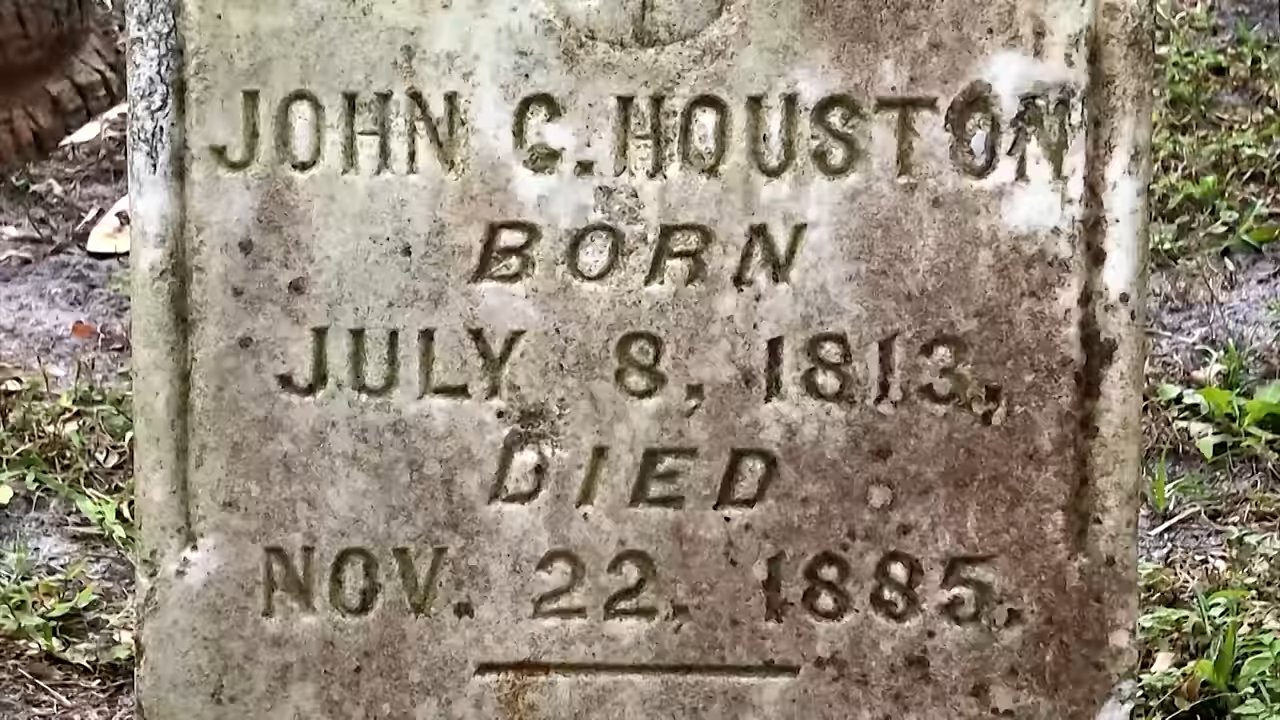 JOHN C. HOUSTON
BORN
JULY 8, 1813,
DIED
NOV. 22, 1885.